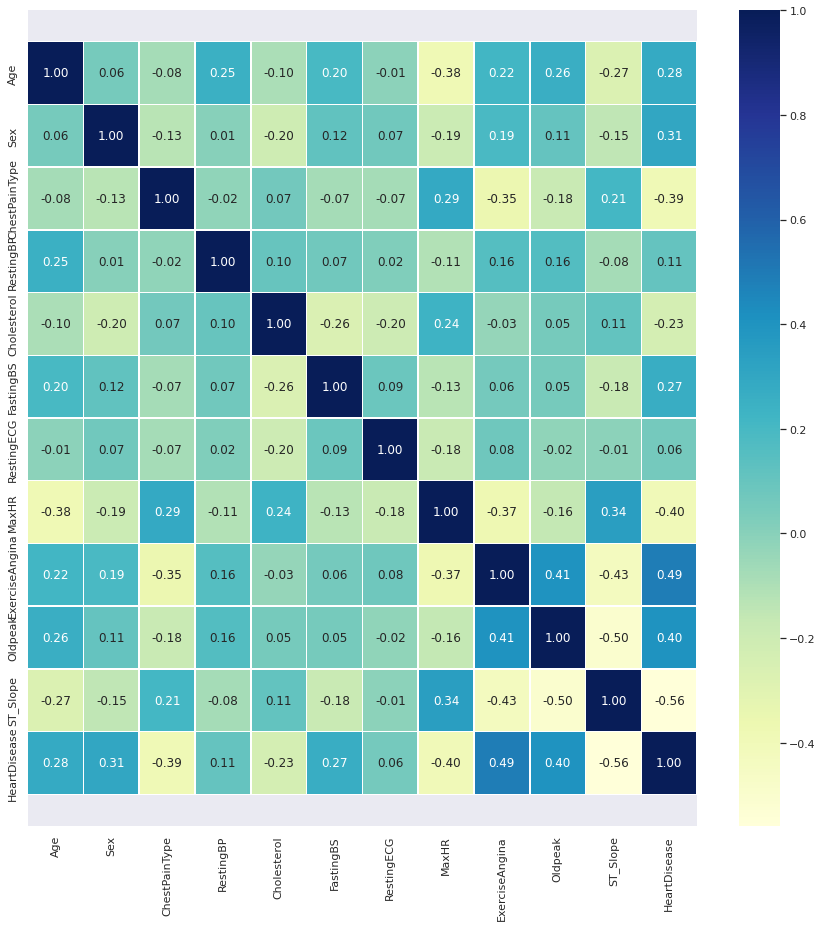 Age 1.00 0.06 -0.08 0.25 -0.10 0.20 -0.01 -0.38 0.22 0.26 -0.27 0.28
Sex 0.06 1.00 -0.13 0.01 -0.20 0.12 0.07 -0.19 0.19 0.11 -0.15 0.31
ChestPainType -0.08 -0.13 1.00 -0.02 0.07 -0.07 -0.07 0.29 -0.35 -0.18 0.21 -0.39
RestingBP 0.25 0.01 -0.02 1.00 0.10 0.07 0.02 -0.11 0.16 0.16 -0.08 0.11
Cholesterol -0.10 -0.20 0.07 0.10 1.00 -0.26 -0.20 0.24 -0.03 0.05 0.11 -0.23
FastingBS 0.20 0.12 -0.07 0.07 -0.26 1.00 0.09 -0.13 0.06 0.05 -0.18 0.27
RestingECG -0.01 0.07 -0.07 0.02 -0.20 0.09 1.00 -0.18 0.08 -0.02 -0.01 0.06
MaxHR -0.38 -0.19 0.29 -0.11 0.24 -0.13 -0.18 1.00 -0.37 -0.16 0.34 -0.40
ExerciseAngina 0.22 0.19 -0.35 0.16 -0.03 0.06 0.08 -0.37 1.00 0.41 -0.43 0.49
Oldpeak 0.26 0.11 -0.18 0.16 0.05 0.05 -0.02 -0.16 0.41 1.00 -0.50 0.40
ST_Slope -0.27 -0.15 0.21 -0.08 0.11 -0.18 -0.01 0.34 -0.43 -0.50 1.00 -0.56
HeartDisease 0.28 0.31 -0.39 0.11 -0.23 0.27 0.06 -0.40 0.49 0.40 -0.56 1.00
Age
Sex
ChestPainType
RestingBP
Cholesterol
FastingBS
RestingECG
MaxHR
ExerciseAngina
Oldpeak
ST_Slope
HeartDisease
1.0
0.8
0.6
0.4
0.2
0.0
−0.2
−0.4